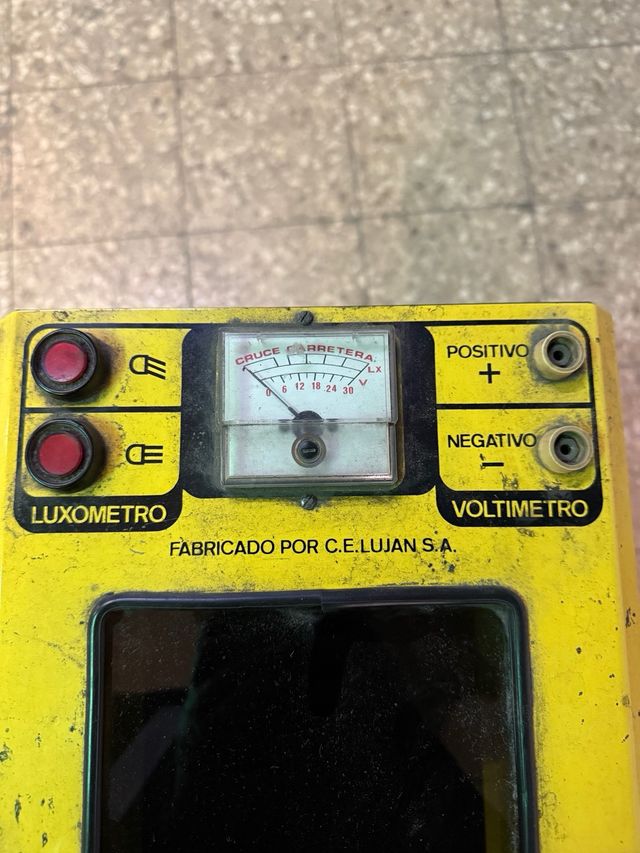 CRUCE CARRETERA.
LX
0 6 12 18 24 30 V
POSITIVO
+
NEGATIVO
-
LUXOMETRO
VOLTIMETRO
FABRICADO POR C.E.LUJAN S.A.